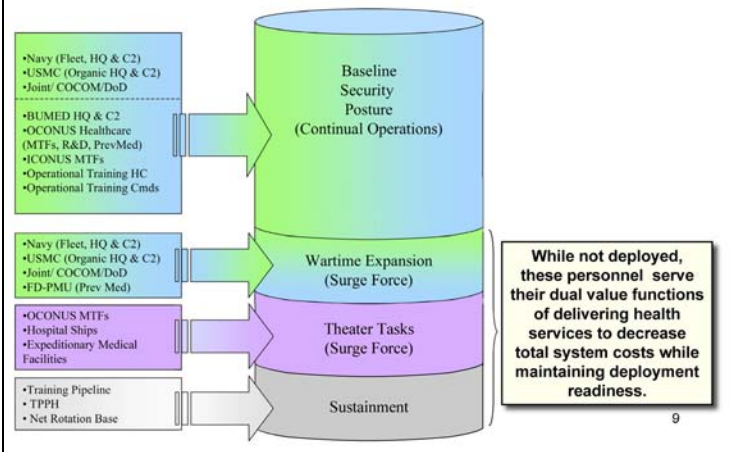 •Navy (Fleet, HQ & C2)
•USMC (Organic HQ & C2)
•Joint/ COCOM/DoD
•BUMED HQ & C2
•OCONUS Healthcare
(MTFs, R&D, PrevMed)
•ICONUS MTFs
•Operational Training HC
•Operational Training Cmds
Baseline
Security
Posture
(Continual Operations)
•Navy (Fleet, HQ & C2)
•USMC (Organic HQ & C2)
•Joint/ COCOM/DoD
•FD-PMU (Prev Med)
Wartime Expansion
(Surge Force)
•OCONUS MTFs
•Hospital Ships
•Expeditionary Medical
Facilities
Theater Tasks
(Surge Force)
•Training Pipeline
• TPPH
• Net Rotation Base
Sustainment
While not deployed,
these personnel serve
their dual value functions
of delivering health
services to decrease
total system costs while
maintaining deployment
readiness.
9